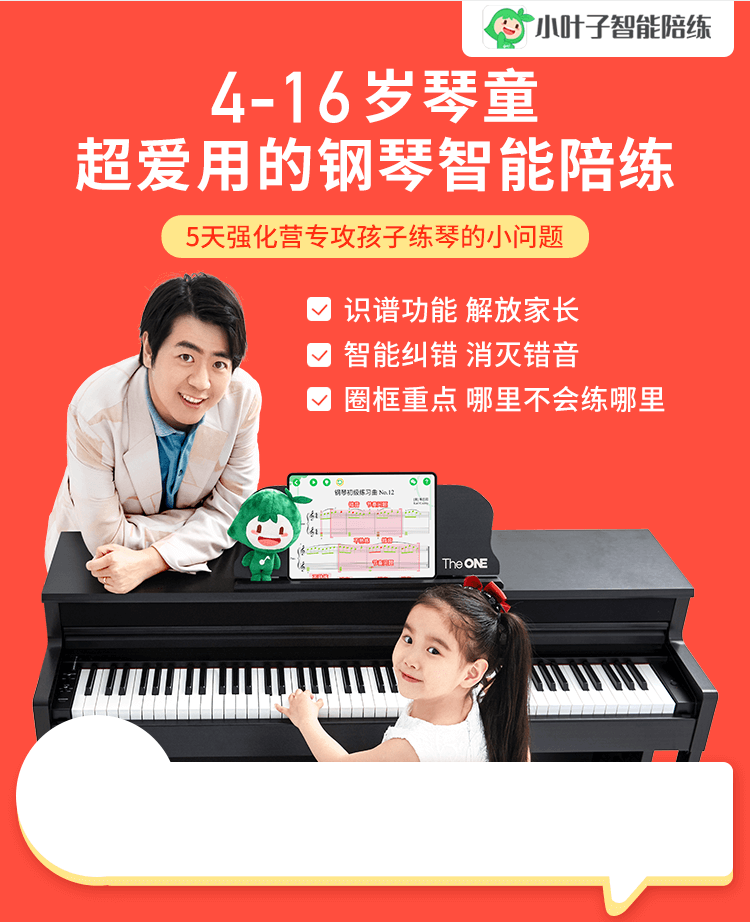 小叶子智能陪练
4-16岁琴童
超爱用的钢琴智能陪练
5天强化营专攻孩子练琴的小问题
识谱功能 解放家长
智能纠错 消灭错音
圈框重点 哪里不会练哪里
钢琴初级练习曲 No.12
The ONE